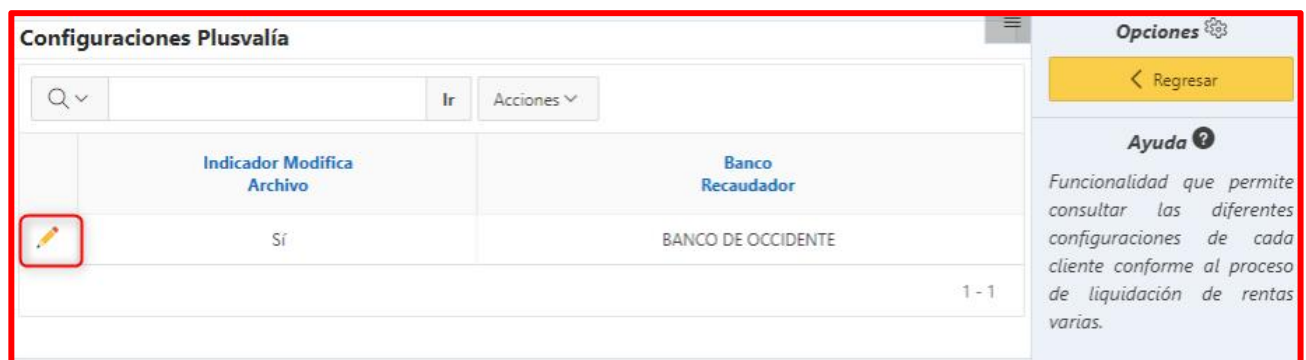 Configuraciones Plusvalía
Ir
Acciones
Indicador Modifica
Archivo
Banco
Recaudador
Sí
BANCO DE OCCIDENTE
1 - 1
Opciones
Regresar
Ayuda
Funcionalidad que permite
consultar las diferentes
configuraciones de cada
cliente conforme al proceso
de liquidación de rentas
varias.